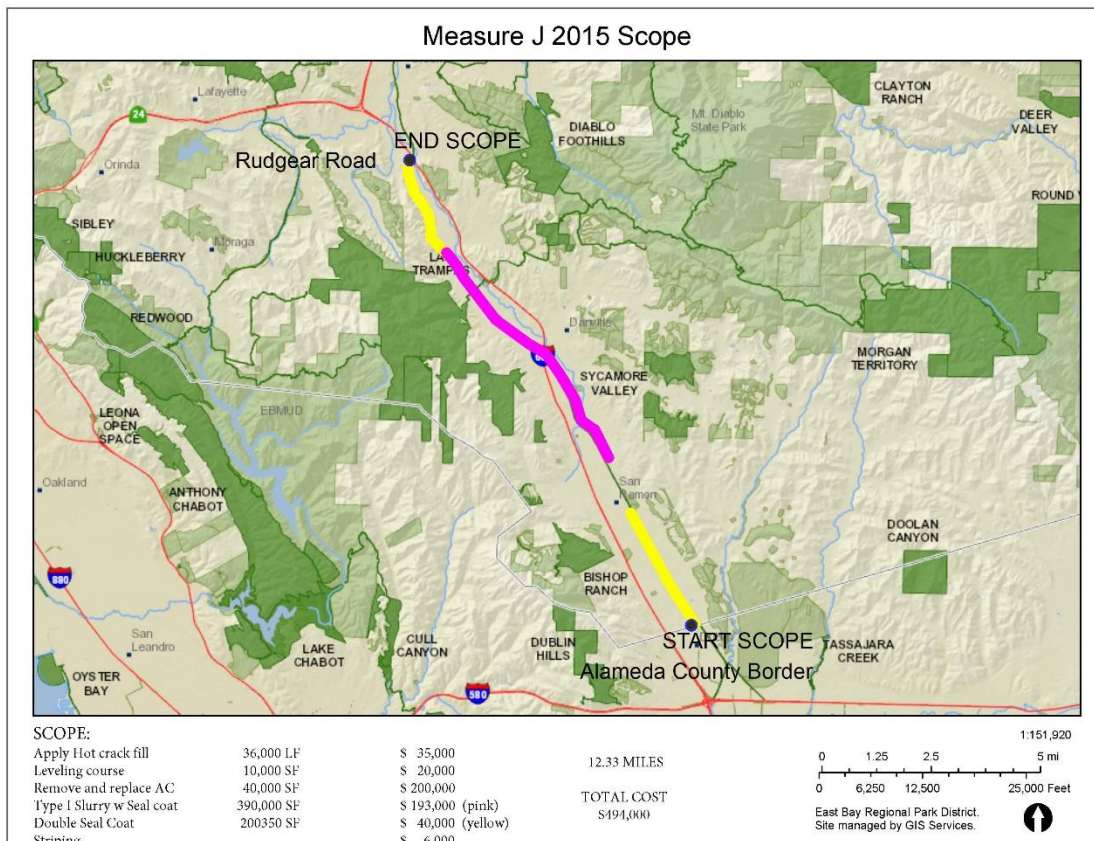 Measure J 2015 Scope
Lafayette
24
CLAYTON
RANCH
Mt. Diablo
State Park
DEER
VALLEY
DIABLO
FOOTHILLS
END SCOPE
Rudgear Road
Orinda
ROUND
SIBLEY
Moraga
HUCKLEBERRY
LA
TRAMPAS
REDWOOD
Danville
MORGAN
TERRITORY
SYCAMORE
VALLEY
EBMUD
LEONA
OPEN
SPACE
Oakland
ANTHONY
CHABOT
San
Ramon
DOOLAN
CANYON
880
BISHOP
RANCH
San
Leandro
LAKE
CHABOT
CULL
CANYON
DUBLIN
HILLS
START SCOPE
TASSAJARA
CREEK
Alameda County Border
OYSTER
BAY
580
SCOPE:
Apply Hot crack fill 36,000 LF $ 35,000
Leveling course 10,000 SF $ 20,000
Remove and replace AC 40,000 SF $ 200,000
Type I Slurry w Seal coat 390,000 SF $ 193,000 (pink)
Double Seal Coat 200350 SF $ 40,000 (yellow)
Striping $ 6,000
12.33 MILES
TOTAL COST
$494,000
1:151,920
0 1.25 2.5 5 mi
0 6,250 12,500 25,000 Feet
East Bay Regional Park District.
Site managed by GIS Services.